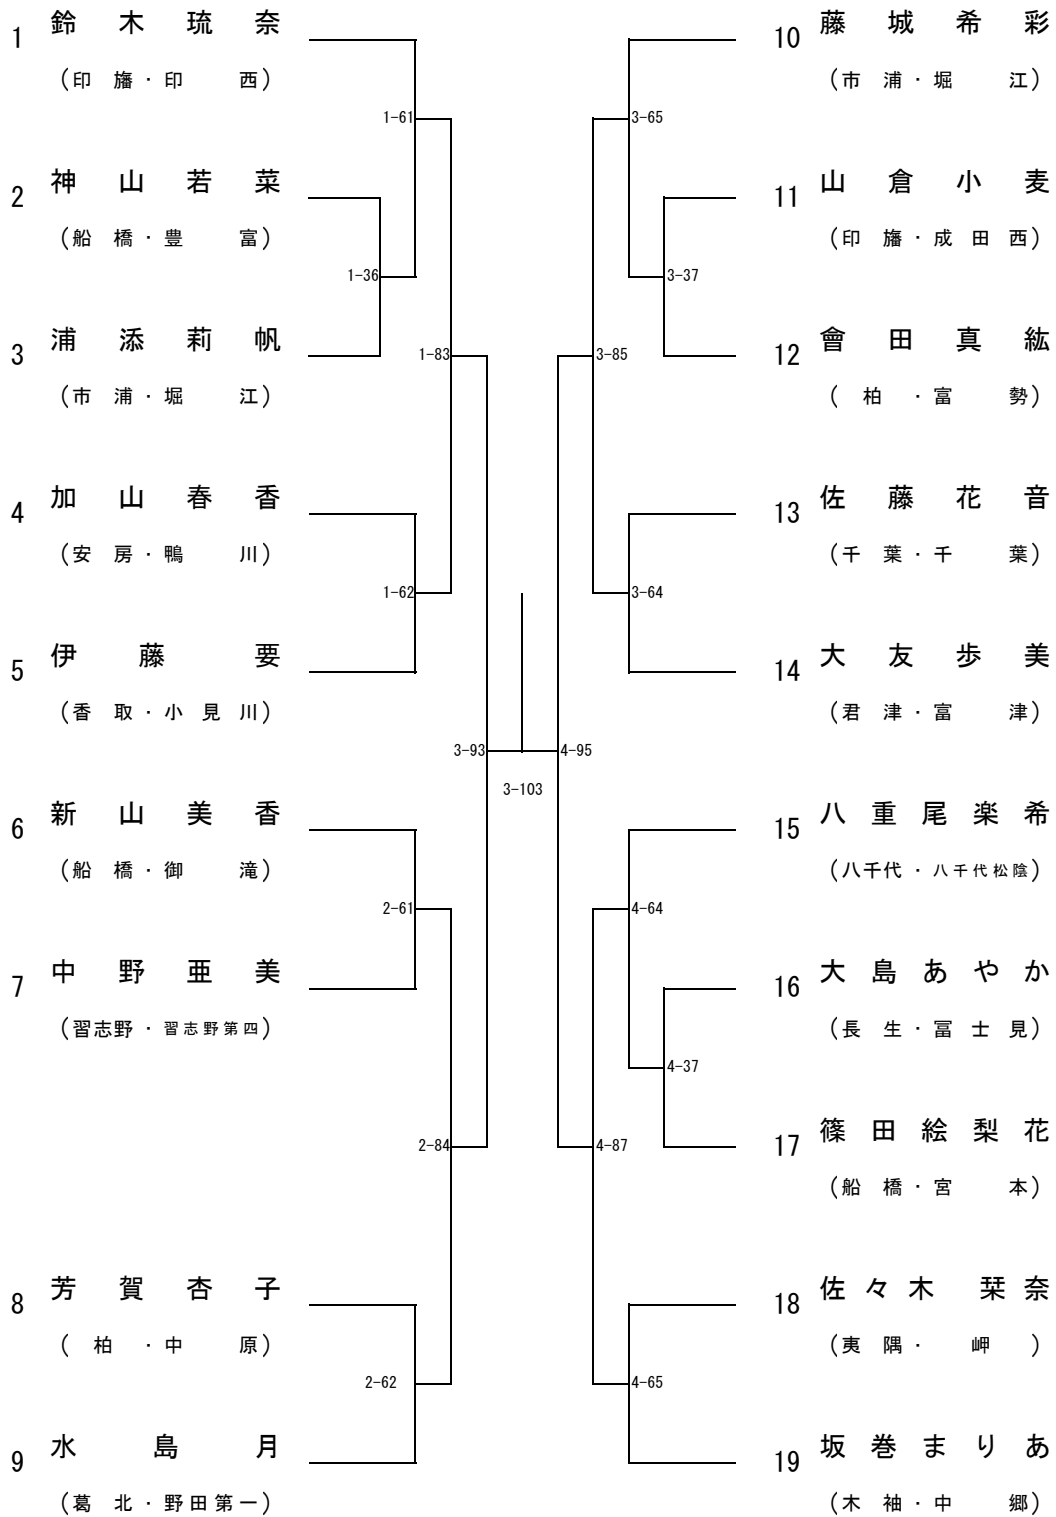 1 鈴木琉奈
(印旛・印西)
2 神山若菜
(船橋・豊富)
3 浦添莉帆
(市浦・堀江)
4 加山春香
(安房・鴨川)
5 伊藤要
(香取・小見川)
6 新山美香
(船橋・御滝)
7 中野亜美
(習志野・習志野第四)
8 芳賀杏子
(柏・中原)
9 水島月
(葛北・野田第一)
1-61
1-36
1-83
1-62
3-93
2-61
2-84
2-62
3-103
3-65
3-37
3-85
3-64
4-95
4-64
4-37
4-87
4-65
10 藤城希彩
(市浦・堀江)
11 山倉小麦
(印旛・成田西)
12 會田真紘
(柏・富勢)
13 佐藤花音
(千葉・千葉)
14 大友歩美
(君津・富津)
15 八重尾楽希
(八千代・八千代松陰)
16 大島あやか
(長生・冨士見)
17 篠田絵梨花
(船橋・宮本)
18 佐々木栞奈
(夷隅・岬)
19 坂巻まりあ
(木袖・中郷)